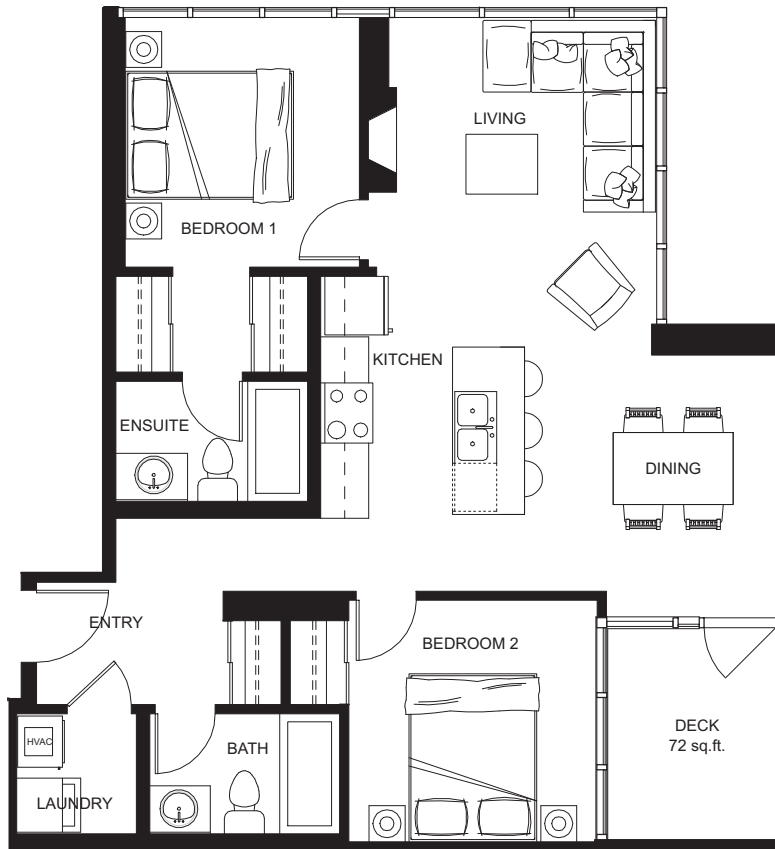 LIVING
BEDROOM 1
KITCHEN
ENSUITE
DINING
ENTRY
BEDROOM 2
DECK
72 sq.ft.
HVAC
BATH
LAUNDRY